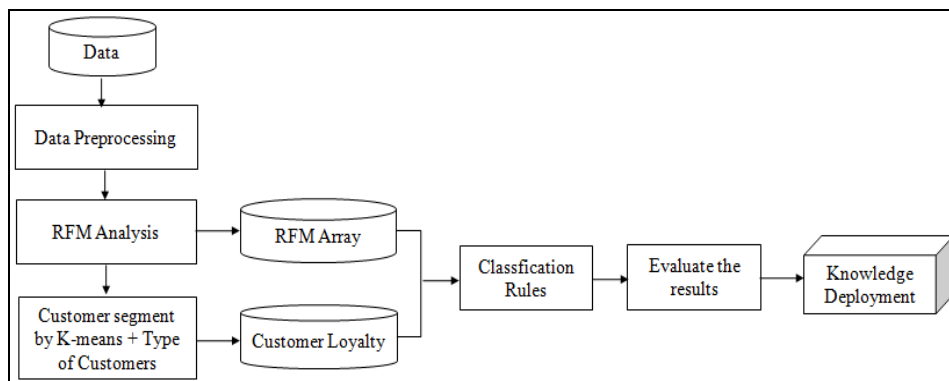 Data
Data Preprocessing
RFM Analysis
RFM Array
Customer segment
by K-means + Type
of Customers
Customer Loyalty
Classfication
Rules
Evaluate the
results
Knowledge
Deployment